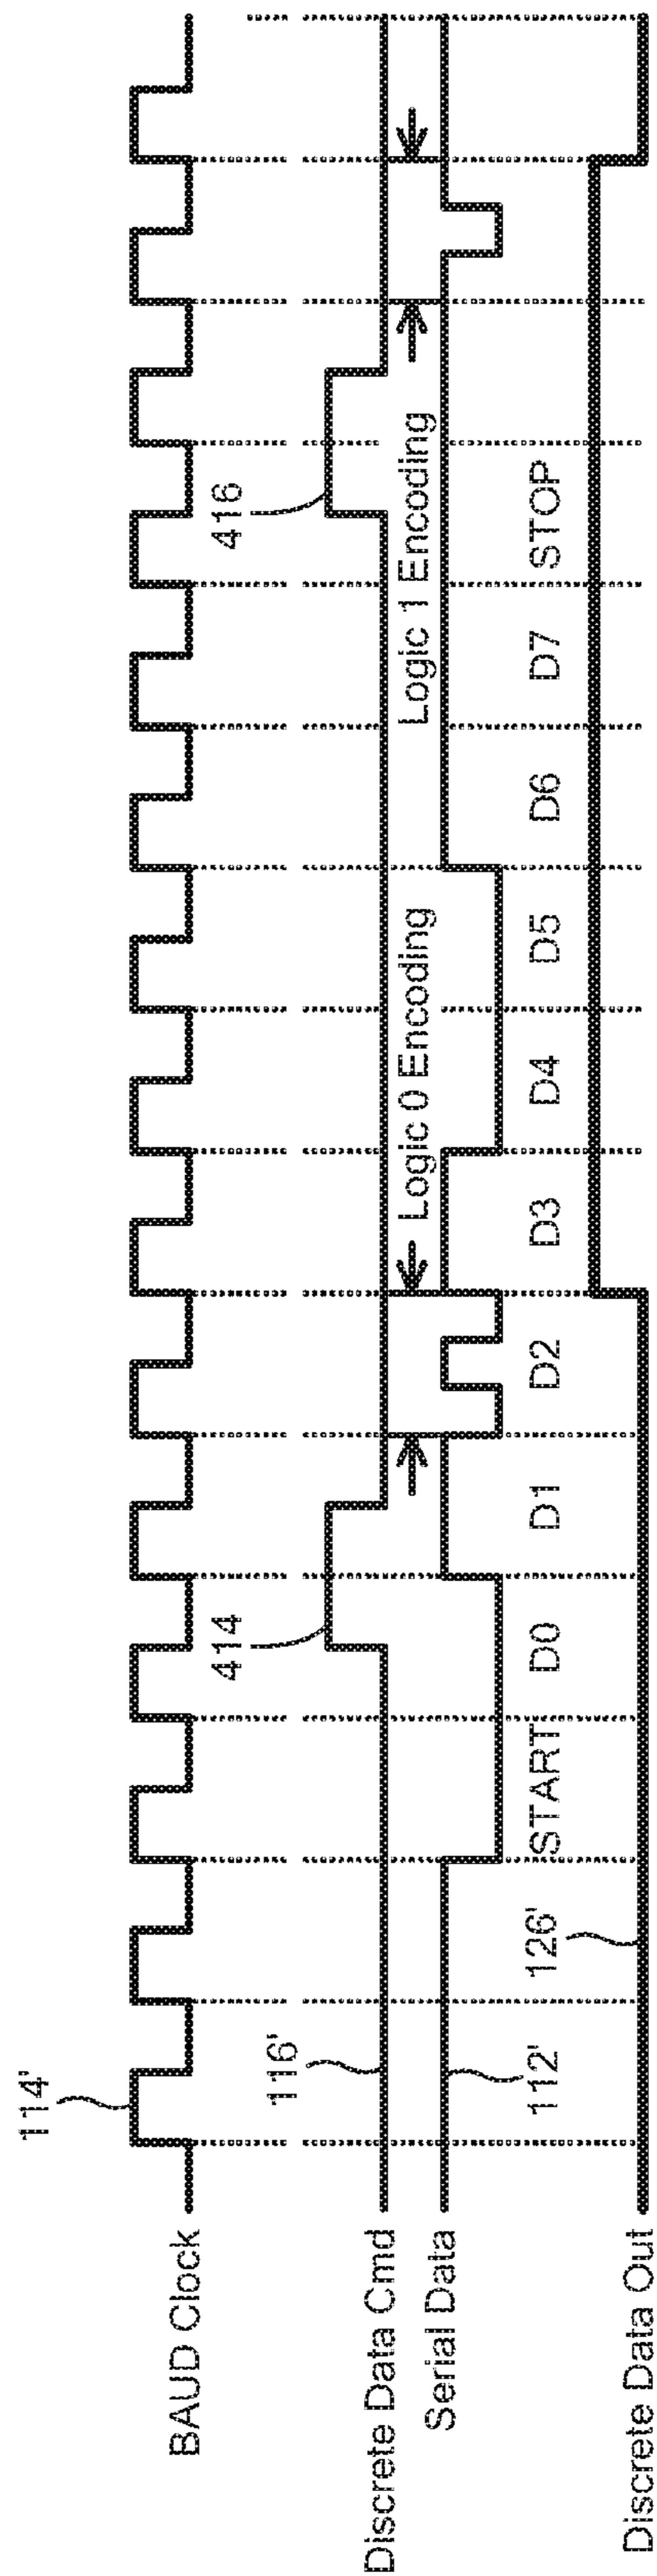 114'
BAUD Clock
414
416
116'
Discrete Data Cmd
Logic 0 Encoding
Logic 1 Encoding
Serial Data
112'
START
D0
D1
D2
D3
D4
D5
D6
D7
STOP
126'
Discrete Data Out